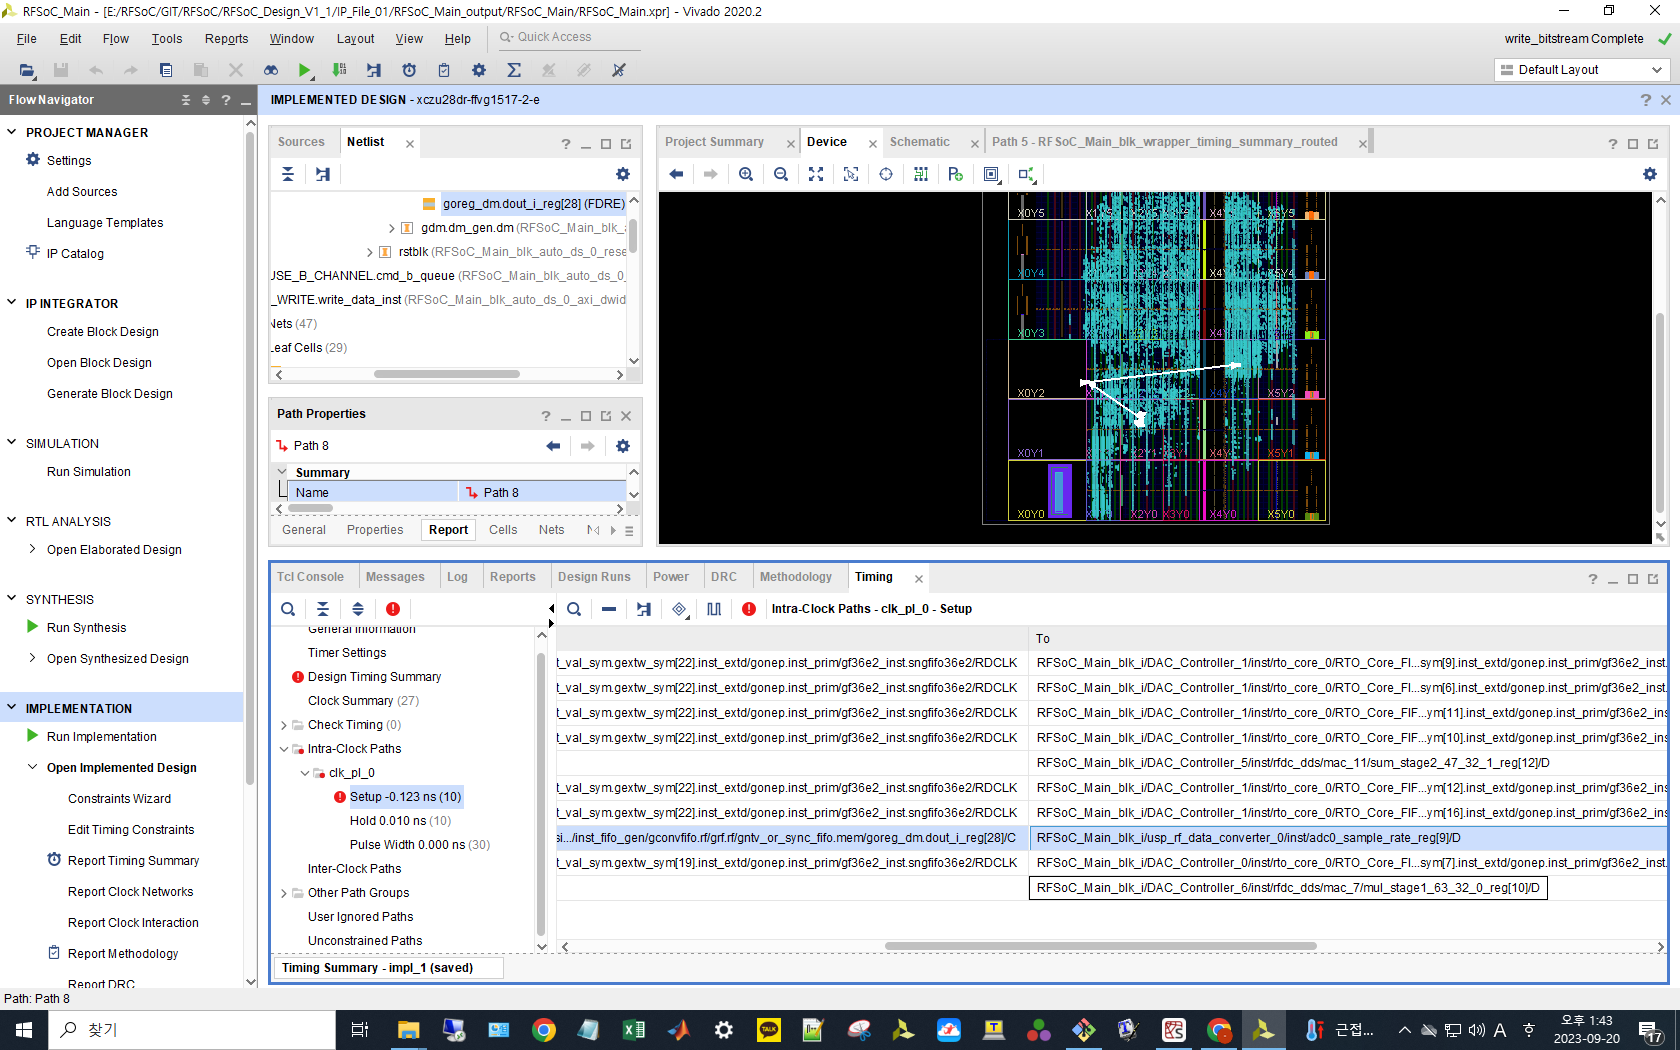 RFSoC_Main - [E:/RFSoC/GIT/RFSoC/RFSoC_Design_V1_1/IP_File_01/RFSoC_Main_output/RFSoC_Main/RFSoC_Main.xpr] - Vivado 2020.2
File Edit Flow Tools Reports Window Layout View Help Quick Access
write_bitstream Complete
Default Layout
Flow Navigator
IMPLEMENTED DESIGN - xczu28dr-ffvg1517-2-e
PROJECT MANAGER
Settings
Add Sources
Language Templates
IP Catalog
IP INTEGRATOR
Create Block Design
Open Block Design
Generate Block Design
SIMULATION
Run Simulation
RTL ANALYSIS
Open Elaborated Design
SYNTHESIS
Run Synthesis
Open Synthesized Design
IMPLEMENTATION
Run Implementation
Open Implemented Design
Constraints Wizard
Edit Timing Constraints
Report Timing Summary
Report Clock Networks
Report Clock Interaction
Report Methodology
Report DRC
Sources Netlist
goreg_dm.dout_i_reg[28] (FDRE)
gdm.dm_gen.dm (RFSoC_Main_blk_
rstblk (RFSoC_Main_blk_auto_ds_0_rese
USE_B_CHANNEL.cmd_b_queue (RFSoC_Main_blk_auto_ds_0_
_WRITE.write_data_inst (RFSoC_Main_blk_auto_ds_0_axi_dwid
Nets (47)
Leaf Cells (29)
Path Properties
Path 8
Summary
Name Path 8
General Properties Report Cells Nets
Project Summary Device Schematic Path 5 - RFSoC_Main_blk_wrapper_timing_summary_routed
X0Y5 X4Y5 X5Y5
X0Y4 X5Y4
X0Y3
X0Y2 X5Y2
X0Y1 X2Y1 X4Y1 X5Y1
X0Y0 X2Y0 X3Y0 X4Y0 X5Y0
Tcl Console Messages Log Reports Design Runs Power DRC Methodology Timing
Intra-Clock Paths - clk_pl_0 - Setup
General Information
Timer Settings
Design Timing Summary
Clock Summary (27)
Check Timing (0)
Intra-Clock Paths
clk_pl_0
Setup -0.123 ns (10)
Hold 0.010 ns (10)
Pulse Width 0.000 ns (30)
Inter-Clock Paths
Other Path Groups
User Ignored Paths
Unconstrained Paths
To
t_val_sym.gextw_sym[22].inst_extd/gonep.inst_prim/gf36e2_inst.sngfifo36e2/RDCLK RFSoC_Main_blk_i/DAC_Controller_1/inst/rto_core_0/RTO_Core_FI...sym[9].inst_extd/gonep.inst_prim/gf36e2_inst.
t_val_sym.gextw_sym[22].inst_extd/gonep.inst_prim/gf36e2_inst.sngfifo36e2/RDCLK RFSoC_Main_blk_i/DAC_Controller_1/inst/rto_core_0/RTO_Core_FI...sym[6].inst_extd/gonep.inst_prim/gf36e2_inst.
t_val_sym.gextw_sym[22].inst_extd/gonep.inst_prim/gf36e2_inst.sngfifo36e2/RDCLK RFSoC_Main_blk_i/DAC_Controller_1/inst/rto_core_0/RTO_Core_FIF...ym[11].inst_extd/gonep.inst_prim/gf36e2_ins
t_val_sym.gextw_sym[22].inst_extd/gonep.inst_prim/gf36e2_inst.sngfifo36e2/RDCLK RFSoC_Main_blk_i/DAC_Controller_1/inst/rto_core_0/RTO_Core_FIF...ym[10].inst_extd/gonep.inst_prim/gf36e2_ins
RFSoC_Main_blk_i/DAC_Controller_5/inst/rfdc_dds/mac_11/sum_stage2_47_32_1_reg[12]/D
t_val_sym.gextw_sym[22].inst_extd/gonep.inst_prim/gf36e2_inst.sngfifo36e2/RDCLK RFSoC_Main_blk_i/DAC_Controller_1/inst/rto_core_0/RTO_Core_FIF...ym[12].inst_extd/gonep.inst_prim/gf36e2_ins
t_val_sym.gextw_sym[22].inst_extd/gonep.inst_prim/gf36e2_inst.sngfifo36e2/RDCLK RFSoC_Main_blk_i/DAC_Controller_1/inst/rto_core_0/RTO_Core_FIF...ym[16].inst_extd/gonep.inst_prim/gf36e2_ins
si.../inst_fifo_gen/gconvfifo.rf/grf.rf/gntv_or_sync_fifo.mem/goreg_dm.dout_i_reg[28]/C RFSoC_Main_blk_i/usp_rf_data_converter_0/inst/adc0_sample_rate_reg[9]/D
t_val_sym.gextw_sym[19].inst_extd/gonep.inst_prim/gf36e2_inst.sngfifo36e2/RDCLK RFSoC_Main_blk_i/DAC_Controller_1/inst/rto_core_0/RTO_Core_FI...sym[7].inst_extd/gonep.inst_prim/gf36e2_inst.
RFSoC_Main_blk_i/DAC_Controller_6/inst/rfdc_dds/mac_7/mul_stage1_63_32_0_reg[10]/D
Timing Summary - impl_1 (saved)
Path: Path 8
찾기
근접...
A 한
오후 1:43
2023-09-20
17